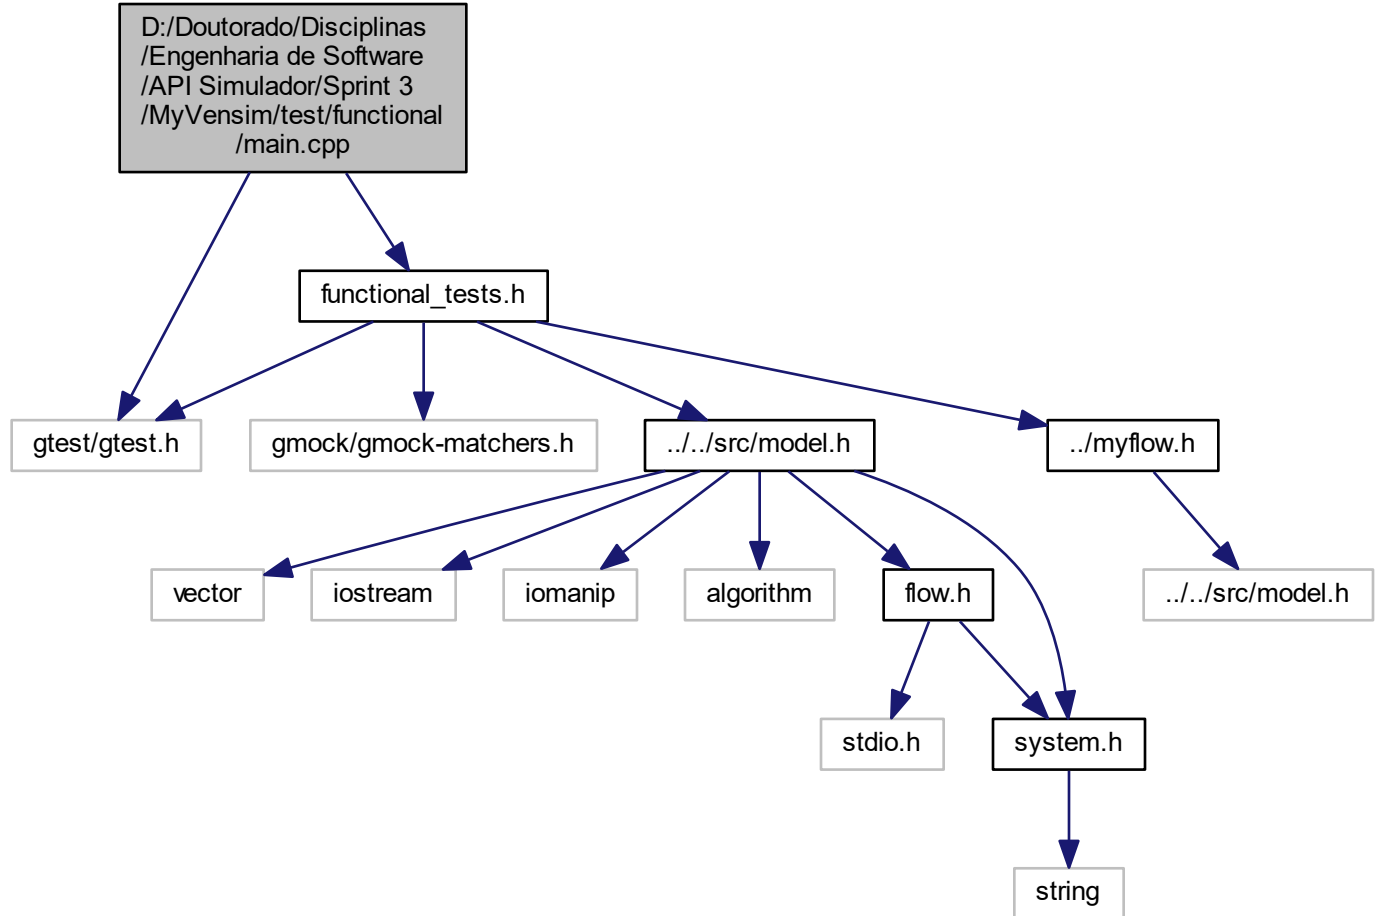 D:/Doutorado/Disciplinas
/Engenharia de Software
/API Simulador/Sprint 3
/MyVensim/test/functional
/main.cpp
functional_tests.h
gtest/gtest.h
gmock/gmock-matchers.h
../../src/model.h
../myflow.h
vector
iostream
iomanip
algorithm
flow.h
../../src/model.h
stdio.h
system.h
string